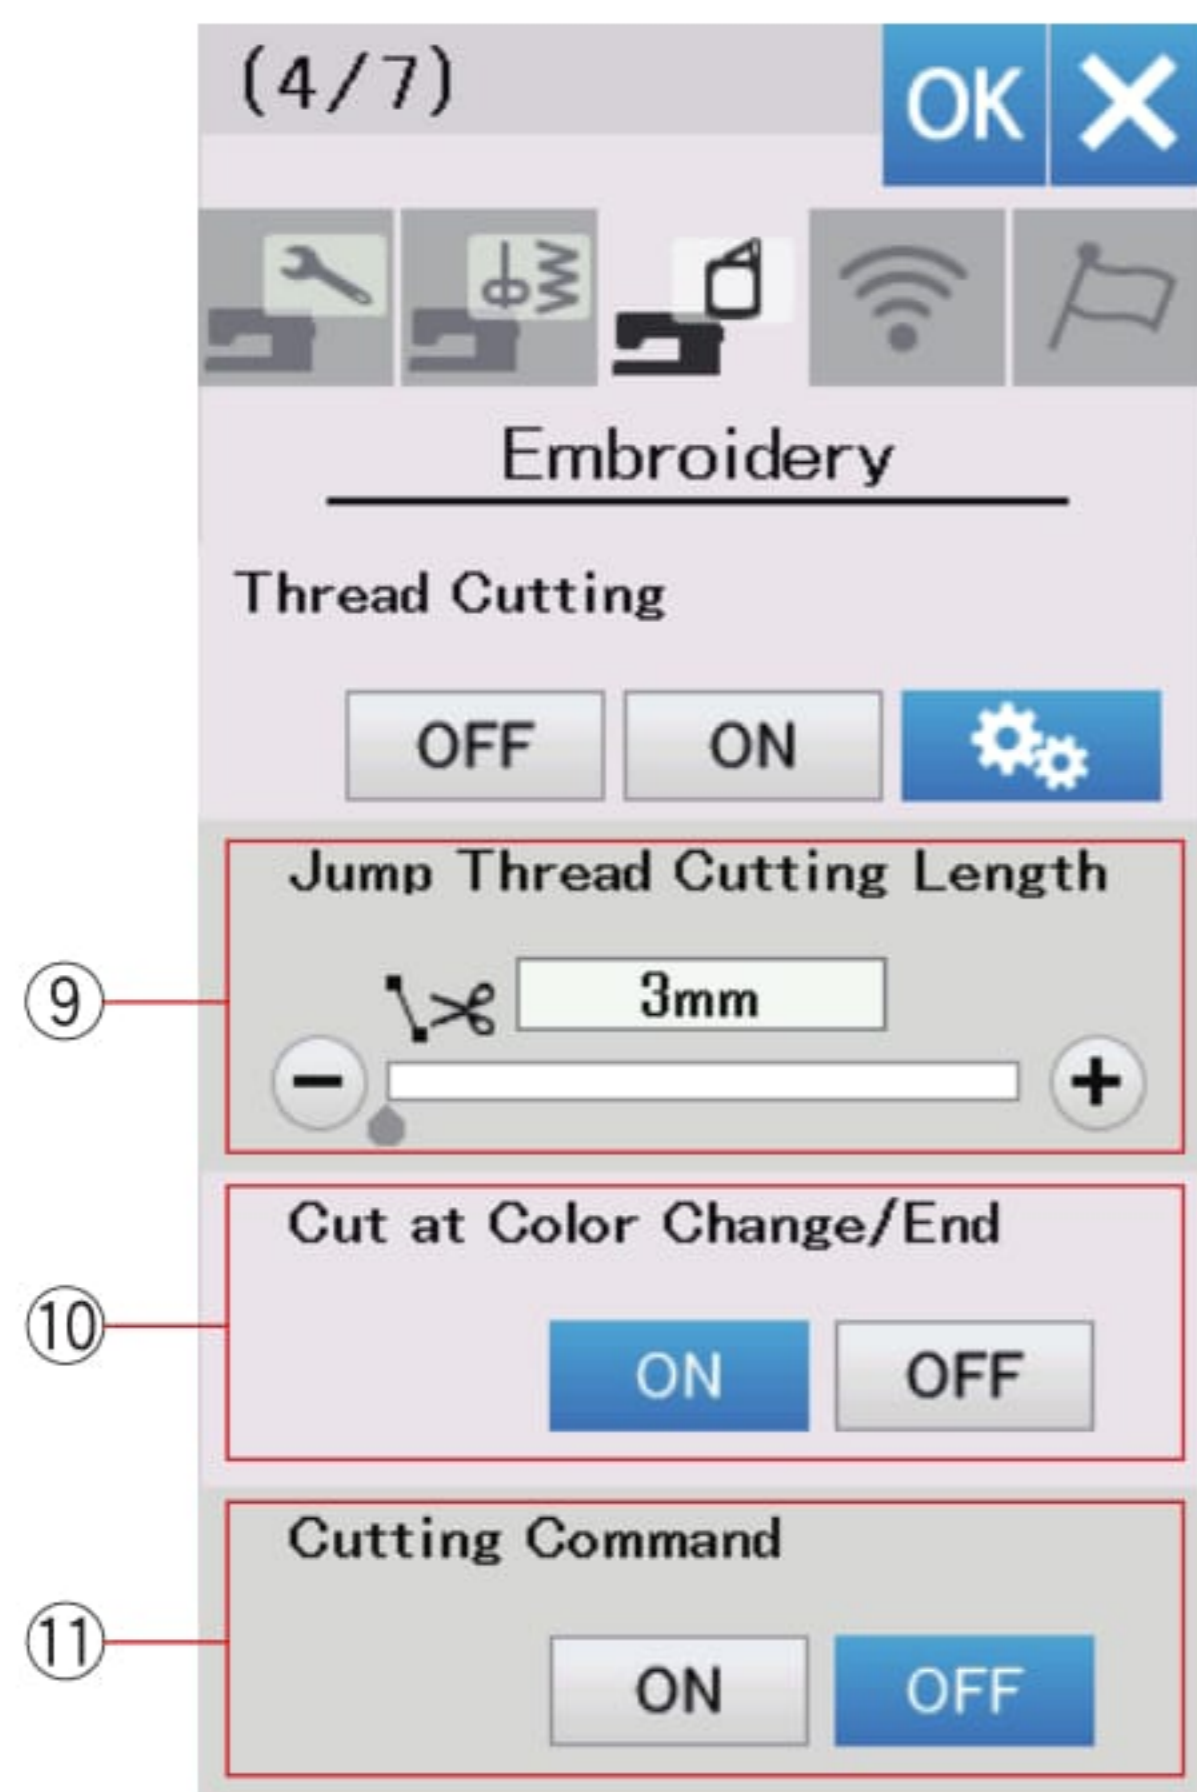 (4/7)
OK
Embroidery
Thread Cutting
OFF ON
Jump Thread Cutting Length
⑨
3mm
Cut at Color Change/End
⑩
ON OFF
Cutting Command
⑪
ON OFF